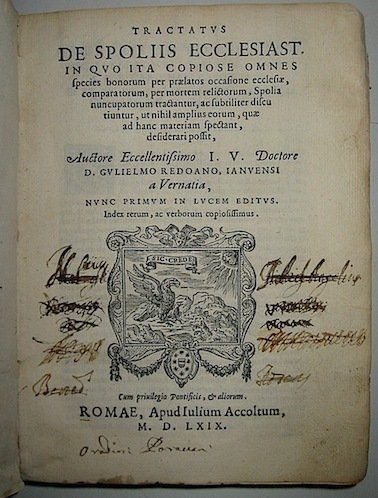 TRACTATVS
DE SPOLIIS ECCLESIAST.
IN QVO ITA COPIOSE OMNES
species bonorum per prælatos occasione ecclesiæ,
comparatorum, per mortem relictorum, Spolia
nuncupatorum tractantur, ac subtiliter discu
tiuntur, ut nihil amplius eorum, quæ
ad hanc materiam spectant,
desiderari possit,
Auctore Excellentissimo I. V. Doctore
D. GVLIELMO REDOANO, IANVENSI
a Vernatia,
NVNC PRIMVM IN LVCEM EDITVS.
Index rerum, ac verborum copiosissimus.
SIC CREDE
Cum privilegio Pontificis, & aliorum.
ROMAE, Apud Iulium Accoltum,
M. D. LXIX.